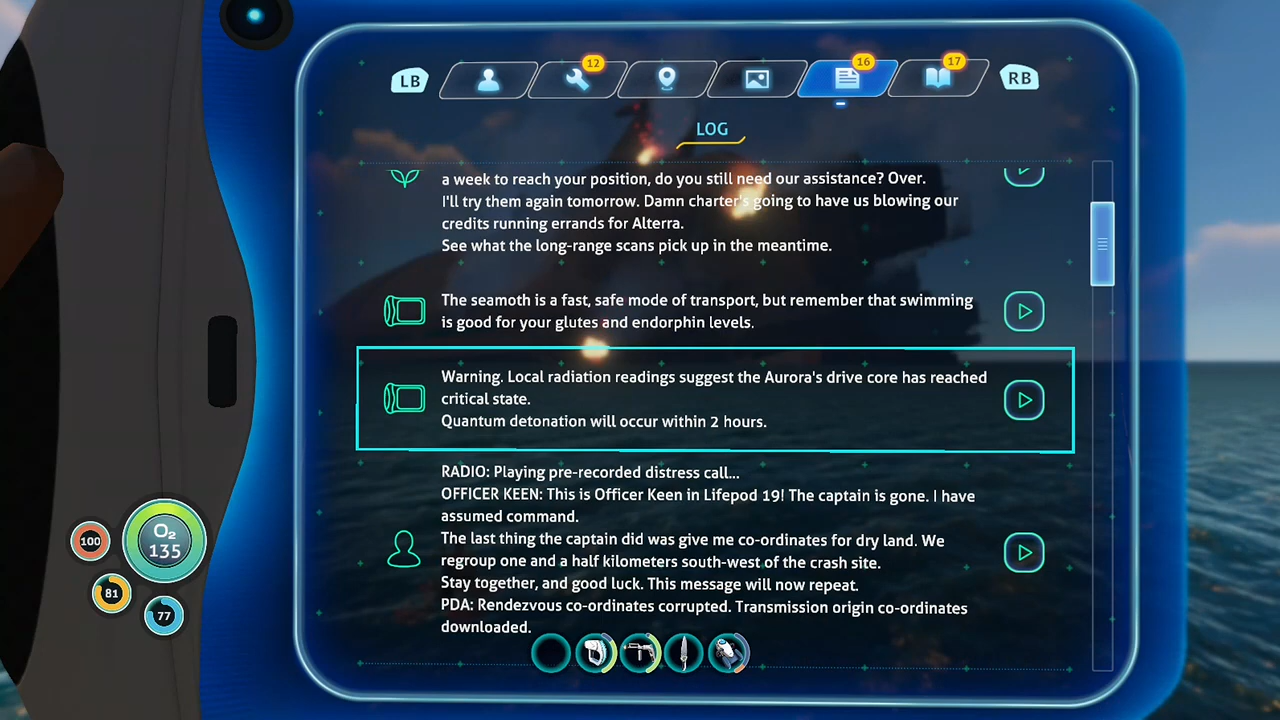 LB
12
16
17
RB
LOG
a week to reach your position, do you still need our assistance? Over.
I'll try them again tomorrow. Damn charter's going to have us blowing our
credits running errands for Alterra.
See what the long-range scans pick up in the meantime.
The seamoth is a fast, safe mode of transport, but remember that swimming
is good for your glutes and endorphin levels.
Warning. Local radiation readings suggest the Aurora's drive core has reached
critical state.
Quantum detonation will occur within 2 hours.
RADIO: Playing pre-recorded distress call...
OFFICER KEEN: This is Officer Keen in Lifepod 19! The captain is gone. I have
assumed command.
The last thing the captain did was give me co-ordinates for dry land. We
regroup one and a half kilometers south-west of the crash site.
Stay together, and good luck. This message will now repeat.
PDA: Rendezvous co-ordinates corrupted. Transmission origin co-ordinates
downloaded.
O₂
135
100
81
77